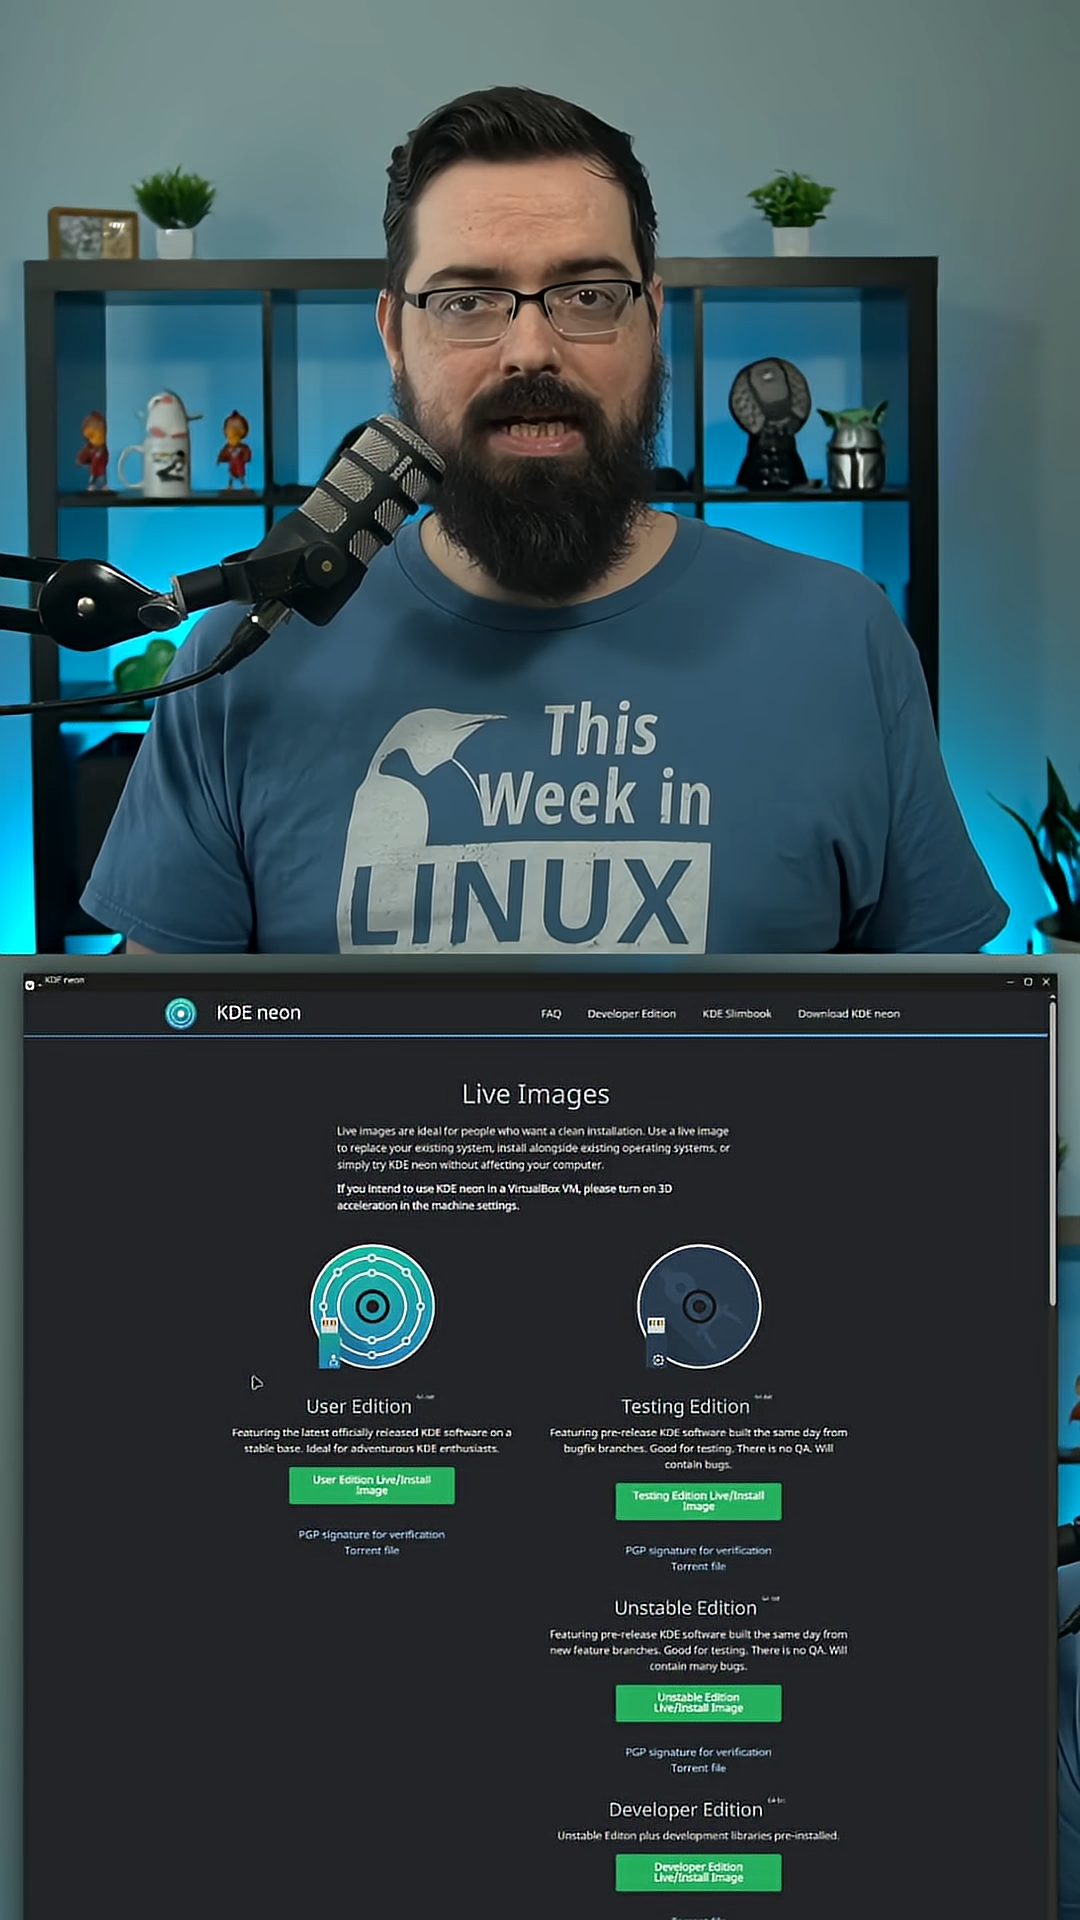 RODE
This
Week in
LINUX
KDE neon
KDE neon
FAQ
Developer Edition
KDE Slimbook
Download KDE neon
Live Images
Live images are ideal for people who want a clean installation. Use a live image
to replace your existing system, install alongside existing operating systems, or
simply try KDE neon without affecting your computer.
If you intend to use KDE neon in a VirtualBox VM, please turn on 3D
acceleration in the machine settings.
User Edition 64-bit
Featuring the latest officially released KDE software on a
stable base. Ideal for adventurous KDE enthusiasts.
User Edition Live/Install
Image
PGP signature for verification
Torrent file
Testing Edition 64-bit
Featuring pre-release KDE software built the same day from
bugfix branches. Good for testing. There is no QA. Will
contain bugs.
Testing Edition Live/Install
Image
PGP signature for verification
Torrent file
Unstable Edition 64-bit
Featuring pre-release KDE software built the same day from
new feature branches. Good for testing. There is no QA. Will
contain many bugs.
Unstable Edition
Live/Install Image
PGP signature for verification
Torrent file
Developer Edition 64-bit
Unstable Editon plus development libraries pre-installed.
Developer Edition
Live/Install Image